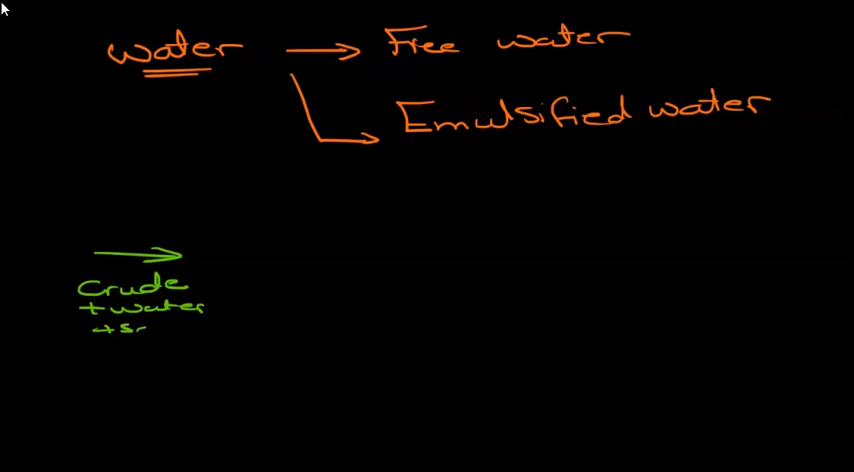 water → Free water
Emulsified water
Crude
+ water